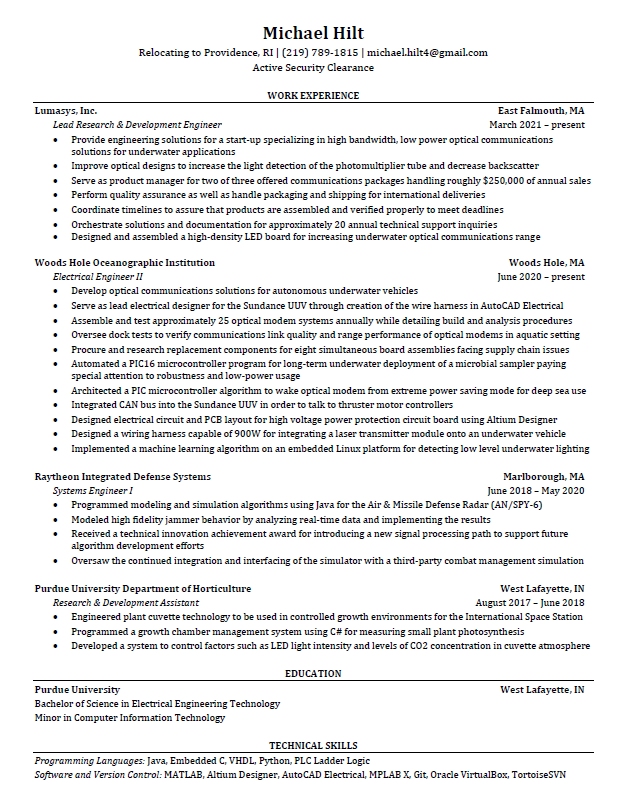 Michael Hilt
Relocating to Providence, RI | (219) 789-1815 | michael.hilt4@gmail.com
Active Security Clearance
WORK EXPERIENCE
Lumasys, Inc. East Falmouth, MA
Lead Research & Development Engineer March 2021 – present
• Provide engineering solutions for a start-up specializing in high bandwidth, low power optical communications
solutions for underwater applications
• Improve optical designs to increase the light detection of the photomultiplier tube and decrease backscatter
• Serve as product manager for two of three offered communications packages handling roughly $250,000 of annual sales
• Perform quality assurance as well as handle packaging and shipping for international deliveries
• Coordinate timelines to assure that products are assembled and verified properly to meet deadlines
• Orchestrate solutions and documentation for approximately 20 annual technical support inquiries
• Designed and assembled a high-density LED board for increasing underwater optical communications range
Woods Hole Oceanographic Institution Woods Hole, MA
Electrical Engineer II June 2020 – present
• Develop optical communications solutions for autonomous underwater vehicles
• Serve as lead electrical designer for the Sundance UUV through creation of the wire harness in AutoCAD Electrical
• Assemble and test approximately 25 optical modem systems annually while detailing build and analysis procedures
• Oversee dock tests to verify communications link quality and range performance of optical modems in aquatic setting
• Procure and research replacement components for eight simultaneous board assemblies facing supply chain issues
• Automated a PIC16 microcontroller program for long-term underwater deployment of a microbial sampler paying
special attention to robustness and low-power usage
• Architected a PIC microcontroller algorithm to wake optical modem from extreme power saving mode for deep sea use
• Integrated CAN bus into the Sundance UUV in order to talk to thruster motor controllers
• Designed electrical circuit and PCB layout for high voltage power protection circuit board using Altium Designer
• Designed a wiring harness capable of 900W for integrating a laser transmitter module onto an underwater vehicle
• Implemented a machine learning algorithm on an embedded Linux platform for detecting low level underwater lighting
Raytheon Integrated Defense Systems Marlborough, MA
Systems Engineer I June 2018 – May 2020
• Programmed modeling and simulation algorithms using Java for the Air & Missile Defense Radar (AN/SPY-6)
• Modeled high fidelity jammer behavior by analyzing real-time data and implementing the results
• Received a technical innovation achievement award for introducing a new signal processing path to support future
algorithm development efforts
• Oversaw the continued integration and interfacing of the simulator with a third-party combat management simulation
Purdue University Department of Horticulture West Lafayette, IN
Research & Development Assistant August 2017 – June 2018
• Engineered plant cuvette technology to be used in controlled growth environments for the International Space Station
• Programmed a growth chamber management system using C# for measuring small plant photosynthesis
• Developed a system to control factors such as LED light intensity and levels of CO2 concentration in cuvette atmosphere
EDUCATION
Purdue University West Lafayette, IN
Bachelor of Science in Electrical Engineering Technology
Minor in Computer Information Technology
TECHNICAL SKILLS
Programming Languages: Java, Embedded C, VHDL, Python, PLC Ladder Logic
Software and Version Control: MATLAB, Altium Designer, AutoCAD Electrical, MPLAB X, Git, Oracle VirtualBox, TortoiseSVN